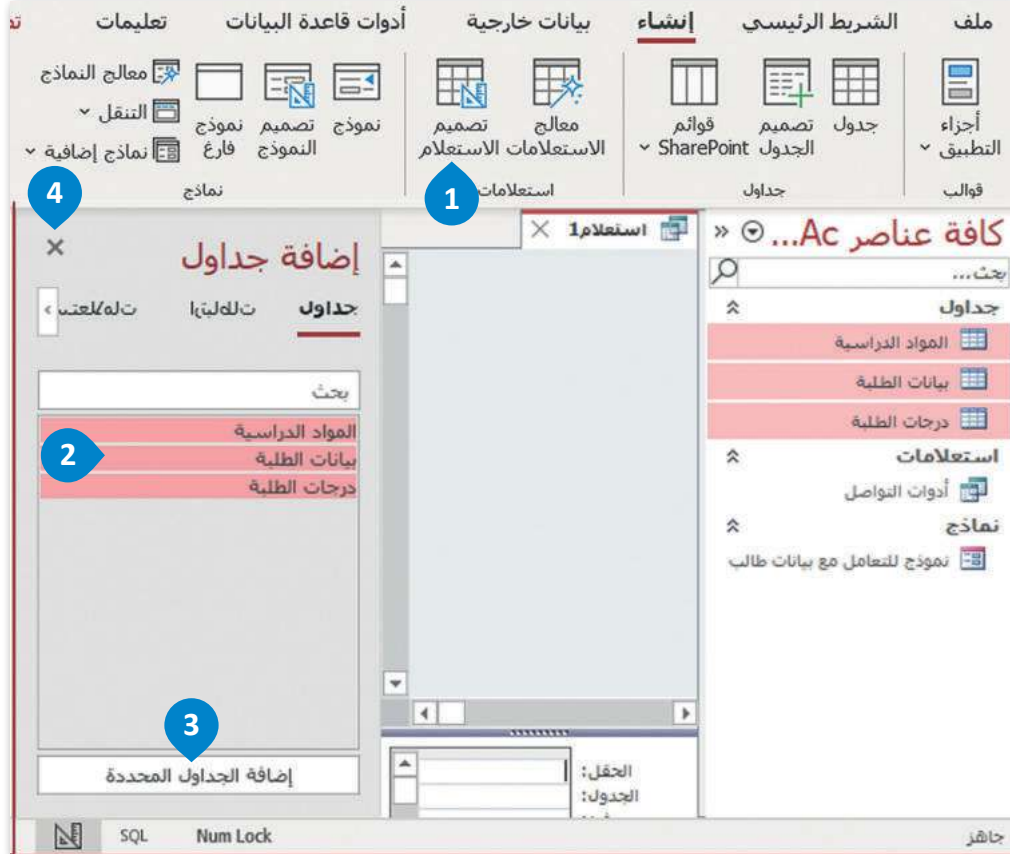 ملف الشريط الرئيسي إنشاء بيانات خارجية أدوات قاعدة البيانات تعليمات
أجزاء التطبيق
جدول
تصميم الجدول
قوائم SharePoint
معالج الاستعلامات
تصميم الاستعلام
نموذج
تصميم النموذج
نموذج فارغ
معالج النماذج
التنقل
نماذج إضافية
قوالب جداول استعلامات نماذج
1
4
كافة عناصر Ac...
بحث...
جداول
المواد الدراسية
بيانات الطلبة
درجات الطلبة
استعلامات
أدوات التواصل
نماذج
نموذج للتعامل مع بيانات طالب
استعلام1
الحقل:
الجدول:
إضافة جداول
جداول
بحث
المواد الدراسية
بيانات الطلبة
درجات الطلبة
2
3
إضافة الجداول المحددة
جاهز Num Lock SQL